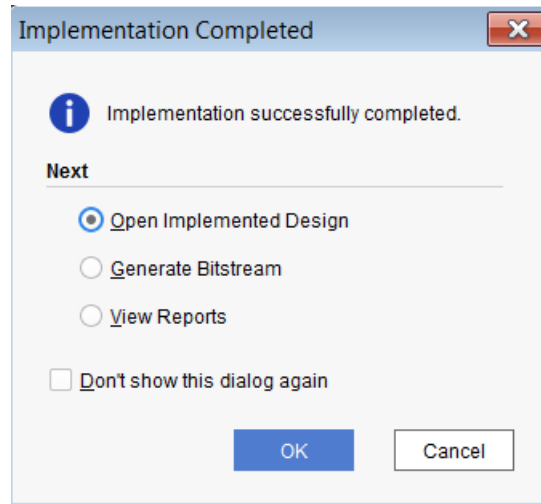 Implementation Completed
Implementation successfully completed.
Next
Open Implemented Design
Generate Bitstream
View Reports
Don't show this dialog again
OK
Cancel